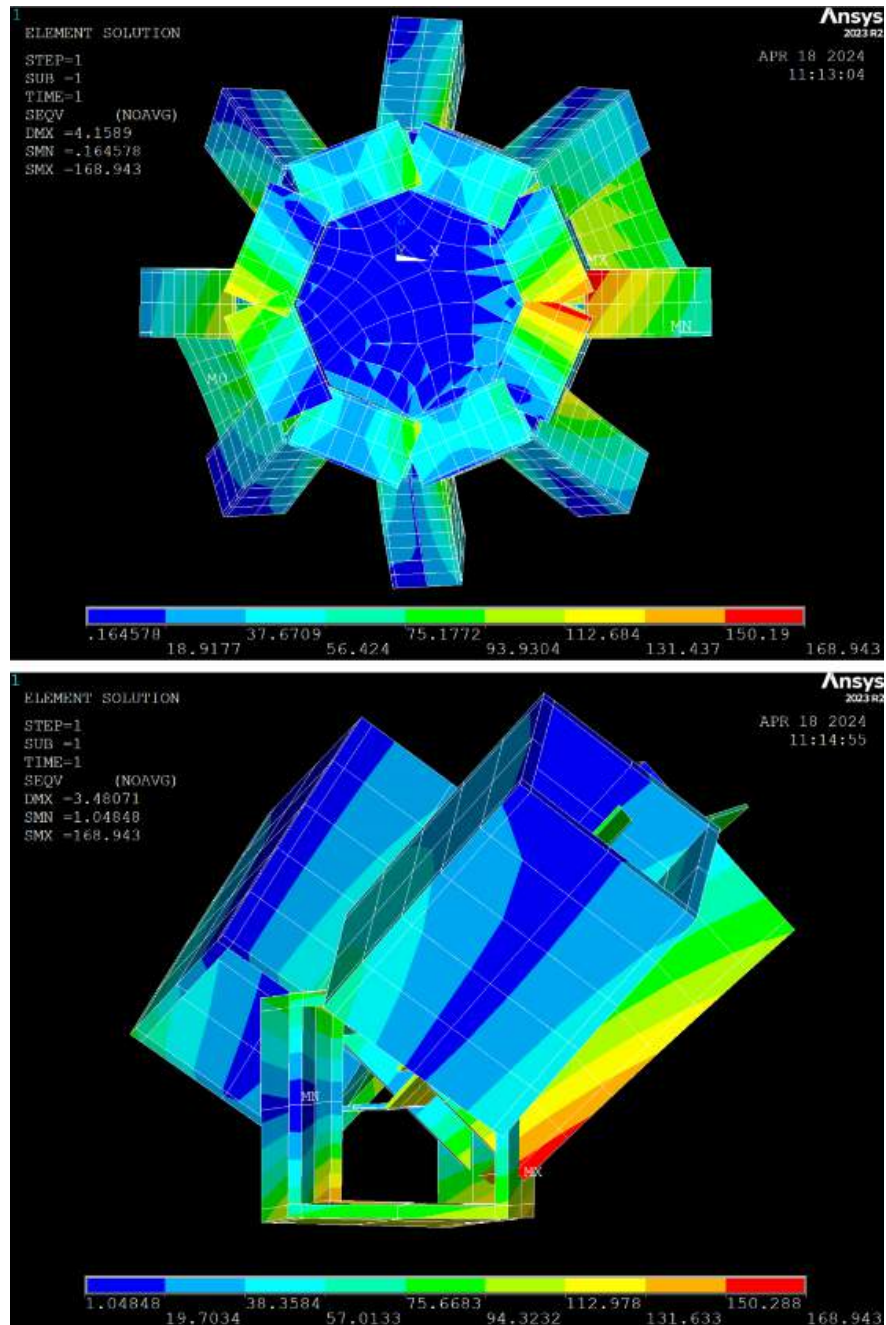 1
ELEMENT SOLUTION
STEP=1
SUB =1
TIME=1
SEQV (NOAVG)
DMX =4.1589
SMN =.164578
SMX =168.943
Ansys
2023 R2
APR 18 2024
11:13:04
X
MX
MN
.164578 37.6709 75.1772 112.684 150.19
18.9177 56.424 93.9304 131.437 168.943
1
ELEMENT SOLUTION
STEP=1
SUB =1
TIME=1
SEQV (NOAVG)
DMX =3.48071
SMN =1.04848
SMX =168.943
Ansys
2023 R2
APR 18 2024
11:14:55
MN
MX
1.04848 38.3584 75.6683 112.978 150.288
19.7034 57.0133 94.3232 131.633 168.943